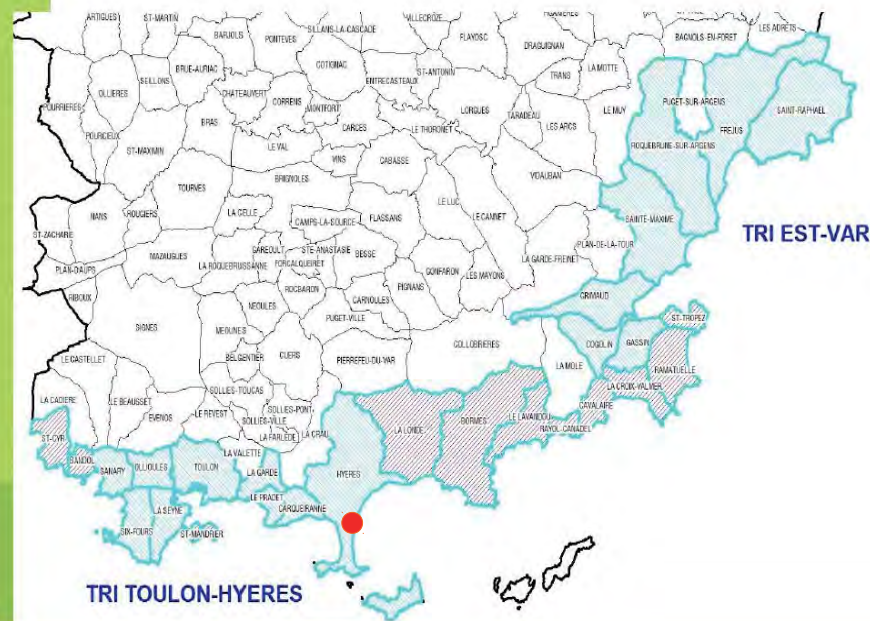 ARTIGUES
ST-MARTIN
BARJOLS
PONTEVES
SILLANS-LA-CASCADE
VILLECROZE
FLAYOSC
DRAGUIGNAN
BAGNOLS-EN-FORET
LES ADRETS
POURRIERES
OLLIERES
SEILLONS
BRUE-AURIAC
CHATEAUVERT
CORRENS
COTIGNAC
MONTFORT
ENTRECASTEAUX
ST-ANTONIN
LORGUES
TRANS
LA MOTTE
LE MUY
PUGET-SUR-ARGENS
SAINT-RAPHAEL
FREJUS
POURCIEUX
ST-MAXIMIN
BRAS
LE VAL
VINS
CARCES
LE THORONET
TARADEAU
LES ARCS
ROQUEBRUNE-SUR-ARGENS
CABASSE
VIDAUBAN
BRIGNOLES
TOURVES
NANS
ROUGIERS
LA CELLE
CAMPS-LA-SOURCE
FLASSANS
LE LUC
LE CANNET
SAINTE-MAXIME
ST-ZACHARIE
PLAN-D'AUPS
MAZAUGUES
LA ROQUEBRUSSANNE
GAREOULT
STE-ANASTASIE
FORCALQUEIRET
BESSE
GONFARON
LES MAYONS
LA GARDE-FREINET
PLAN-DE-LA-TOUR
TRI EST-VAR
RIBOUX
SIGNES
NEOULES
ROCBARON
CARNOULES
PIGNANS
PUGET-VILLE
GRIMAUD
ST-TROPEZ
MEOUNES
BELGENTIER
CUERS
PIERREFEU-DU-VAR
COLLOBRIERES
COGOLIN
GASSIN
LA MOLE
RAMATUELLE
LA CROIX-VALMER
CAVALAIRE
LE CASTELLET
LA CADIERE
LE BEAUSSET
EVENOS
LE REVEST
SOLLIES-TOUCAS
SOLLIES-PONT
SOLLIES-VILLE
LA FARLEDE
LA CRAU
LA LONDE
BORMES
LE LAVANDOU
RAYOL-CANADEL
ST-CYR
BANDOL
SANARY
OLLIOULES
TOULON
LA VALETTE
LA GARDE
HYERES
LE PRADET
CARQUEIRANNE
SIX-FOURS
LA SEYNE
ST-MANDRIER
TRI TOULON-HYERES